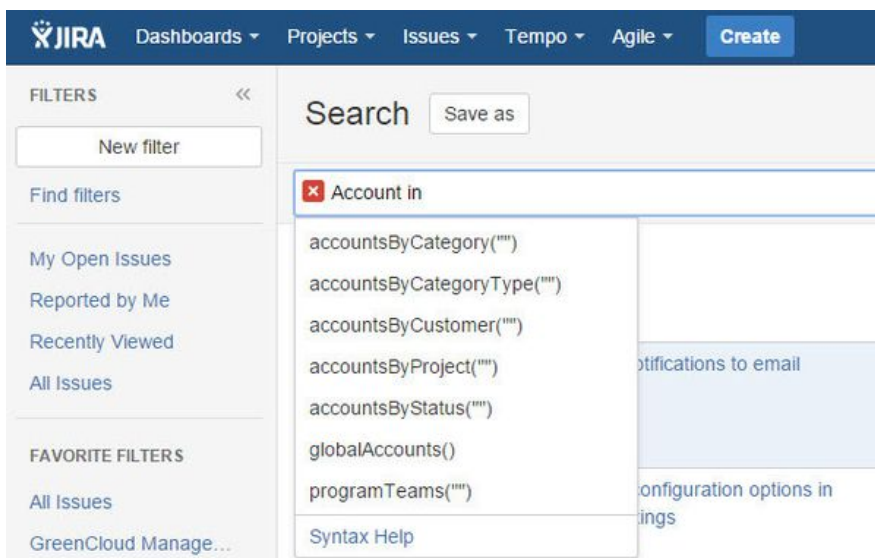 JIRA Dashboards Projects Issues Tempo Agile Create
FILTERS
New filter
Find filters
My Open Issues
Reported by Me
Recently Viewed
All Issues
FAVORITE FILTERS
All Issues
GreenCloud Manage...
Search Save as
Account in
accountsByCategory("")
accountsByCategoryType("")
accountsByCustomer("")
accountsByProject("")
accountsByStatus("")
globalAccounts()
programTeams("")
Syntax Help
otifications to email
onfiguration options in
ings